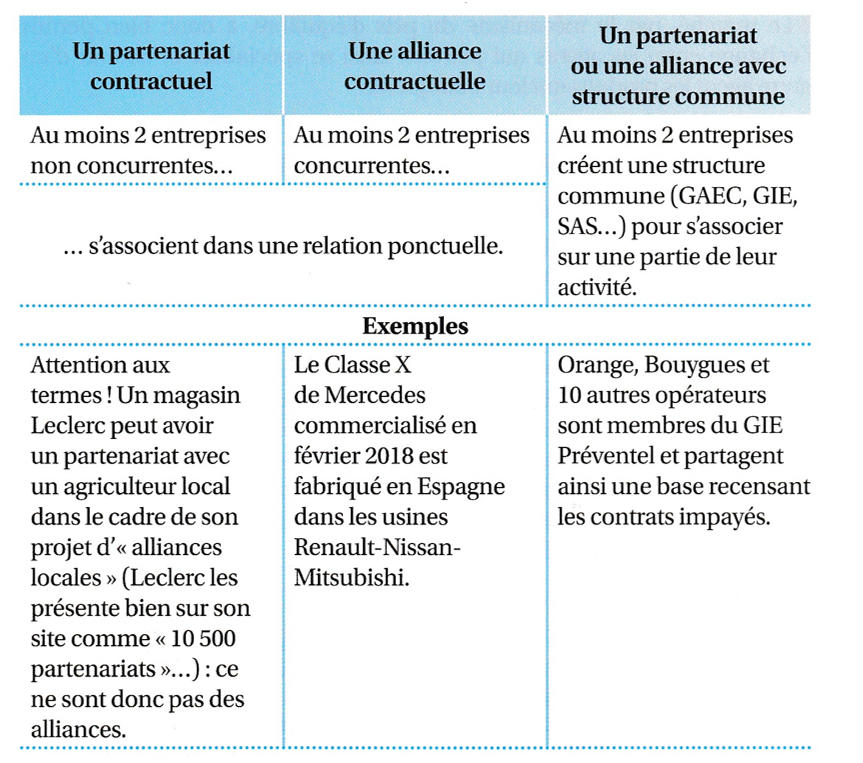 Un partenariat
contractuel
Une alliance
contractuelle
Un partenariat
ou une alliance avec
structure commune
Au moins 2 entreprises
non concurrentes…
Au moins 2 entreprises
concurrentes…
… s’associent dans une relation ponctuelle.
Au moins 2 entreprises
créent une structure
commune (GAEC, GIE,
SAS…) pour s’associer
sur une partie de leur
activité.
Exemples
Attention aux
termes ! Un magasin
Leclerc peut avoir
un partenariat avec
un agriculteur local
dans le cadre de son
projet d’« alliances
locales » (Leclerc les
présente bien sur son
site comme « 10 500
partenariats »…) : ce
ne sont donc pas des
alliances.
Le Classe X
de Mercedes
commercialisé en
février 2018 est
fabriqué en Espagne
dans les usines
Renault-Nissan-
Mitsubishi.
Orange, Bouygues et
10 autres opérateurs
sont membres du GIE
Préventel et partagent
ainsi une base recensant
les contrats impayés.